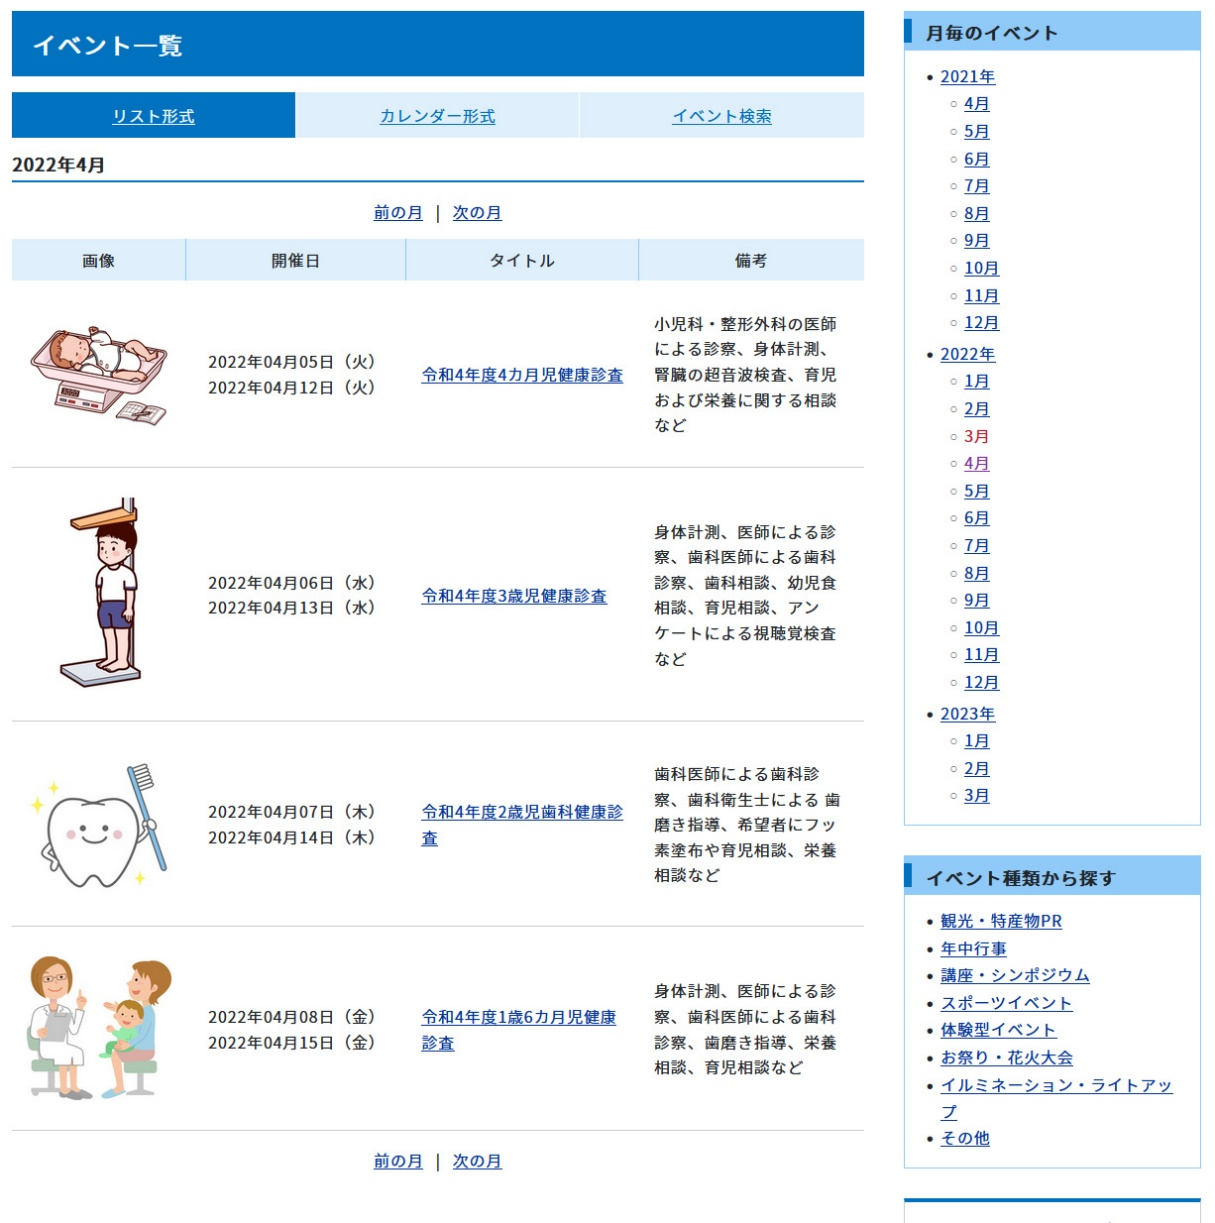 イベント一覧
リスト形式
カレンダー形式
イベント検索
2022年4月
前の月 | 次の月
画像
開催日
タイトル
備考
2022年04月05日（火）
2022年04月12日（火）
令和4年度4カ月児健康診査
小児科・整形外科の医師
による診察、身体計測、
腎臓の超音波検査、育児
および栄養に関する相談
など
2022年04月06日（水）
2022年04月13日（水）
令和4年度3歳児健康診査
身体計測、医師による診
察、歯科医師による歯科
診察、歯科相談、幼児食
相談、育児相談、アン
ケートによる視聴覚検査
など
2022年04月07日（木）
2022年04月14日（木）
令和4年度2歳児歯科健康診
査
歯科医師による歯科診
察、歯科衛生士による 歯
磨き指導、希望者にフッ
素塗布や育児相談、栄養
相談など
2022年04月08日（金）
2022年04月15日（金）
令和4年度1歳6カ月児健康
診査
身体計測、医師による診
察、歯科医師による歯科
診察、歯磨き指導、栄養
相談、育児相談など
前の月 | 次の月
月毎のイベント
2021年
4月
5月
6月
7月
8月
9月
10月
11月
12月
2022年
1月
2月
3月
4月
5月
6月
7月
8月
9月
10月
11月
12月
2023年
1月
2月
3月
イベント種類から探す
観光・特産物PR
年中行事
講座・シンポジウム
スポーツイベント
体験型イベント
お祭り・花火大会
イルミネーション・ライトアッ
プ
その他